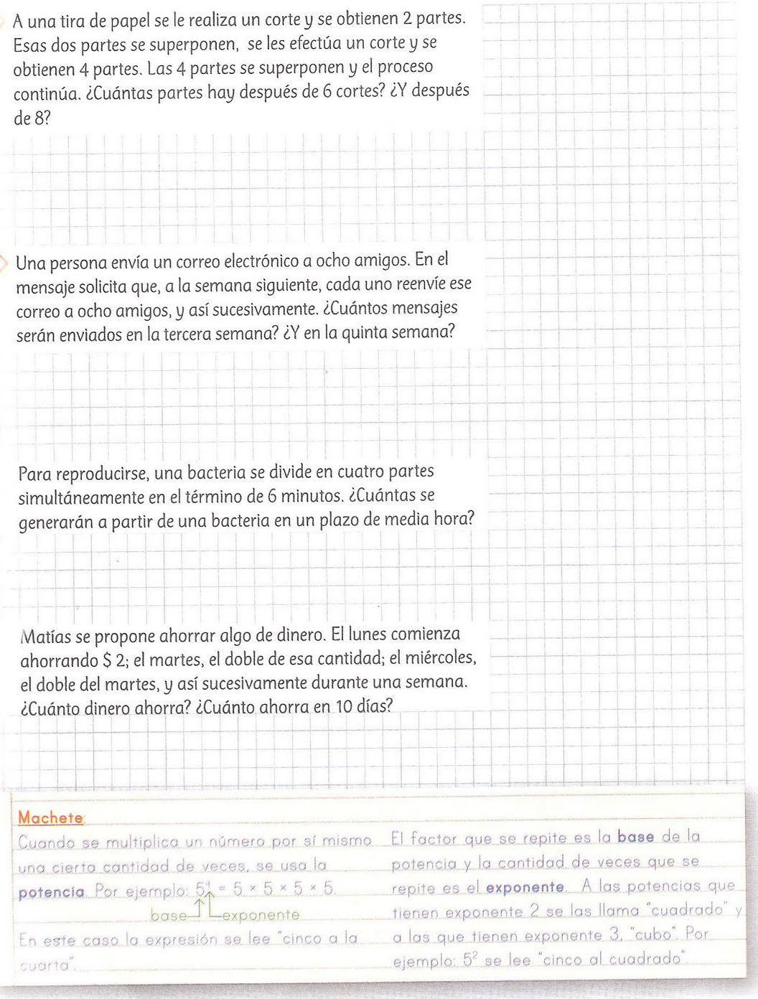 A una tira de papel se le realiza un corte y se obtienen 2 partes.
Esas dos partes se superponen, se les efectúa un corte y se
obtienen 4 partes. Las 4 partes se superponen y el proceso
continúa. ¿Cuántas partes hay después de 6 cortes? ¿Y después
de 8?
Una persona envía un correo electrónico a ocho amigos. En el
mensaje solicita que, a la semana siguiente, cada uno reenvíe ese
correo a ocho amigos, y así sucesivamente. ¿Cuántos mensajes
serán enviados en la tercera semana? ¿Y en la quinta semana?
Para reproducirse, una bacteria se divide en cuatro partes
simultáneamente en el término de 6 minutos. ¿Cuántas se
generarán a partir de una bacteria en un plazo de media hora?
Matías se propone ahorrar algo de dinero. El lunes comienza
ahorrando $ 2; el martes, el doble de esa cantidad; el miércoles,
el doble del martes, y así sucesivamente durante una semana.
¿Cuánto dinero ahorra? ¿Cuánto ahorra en 10 días?
Machete:
Cuando se multiplica un número por sí mismo
una cierta cantidad de veces, se usa la
potencia. Por ejemplo: 5⁴ = 5 × 5 × 5 × 5.
base exponente
En este caso la expresión se lee "cinco a la
cuarta".
El factor que se repite es la base de la
potencia y la cantidad de veces que se
repite es el exponente. A las potencias que
tienen exponente 2 se las llama "cuadrado" y
a las que tienen exponente 3, "cubo". Por
ejemplo: 5² se lee "cinco al cuadrado".